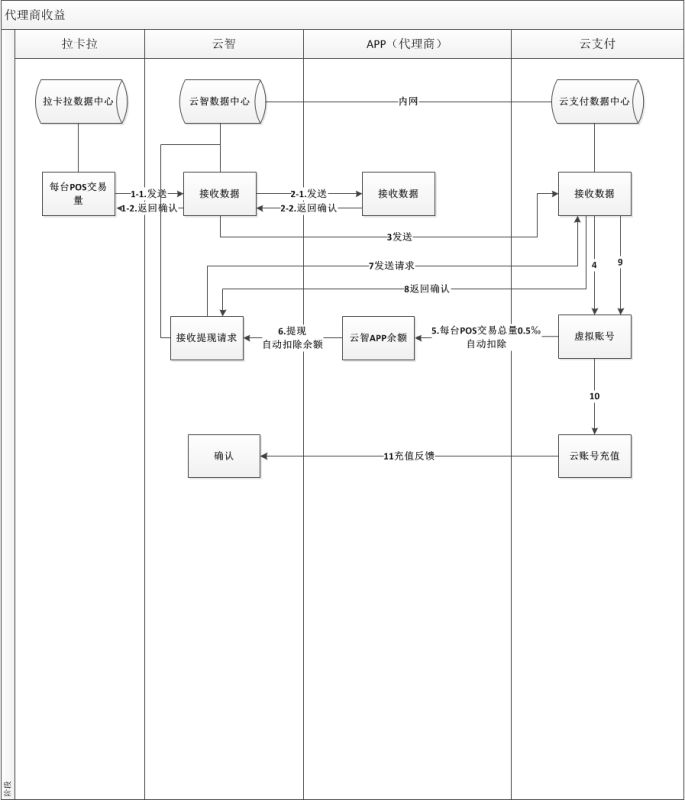 代理商收益
拉卡拉
云智
APP（代理商）
云支付
拉卡拉数据中心
云智数据中心
内网
云支付数据中心
每台POS交易
量
1-1.发送
1-2.返回确认
接收数据
2-1.发送
2-2.返回确认
接收数据
接收数据
3发送
7发送请求
4
9
8返回确认
接收提现请求
6.提现
自动扣除余额
云智APP余额
5.每台POS交易总量0.5‰
自动扣除
虚拟账号
10
确认
11充值反馈
云账号充值
阶段